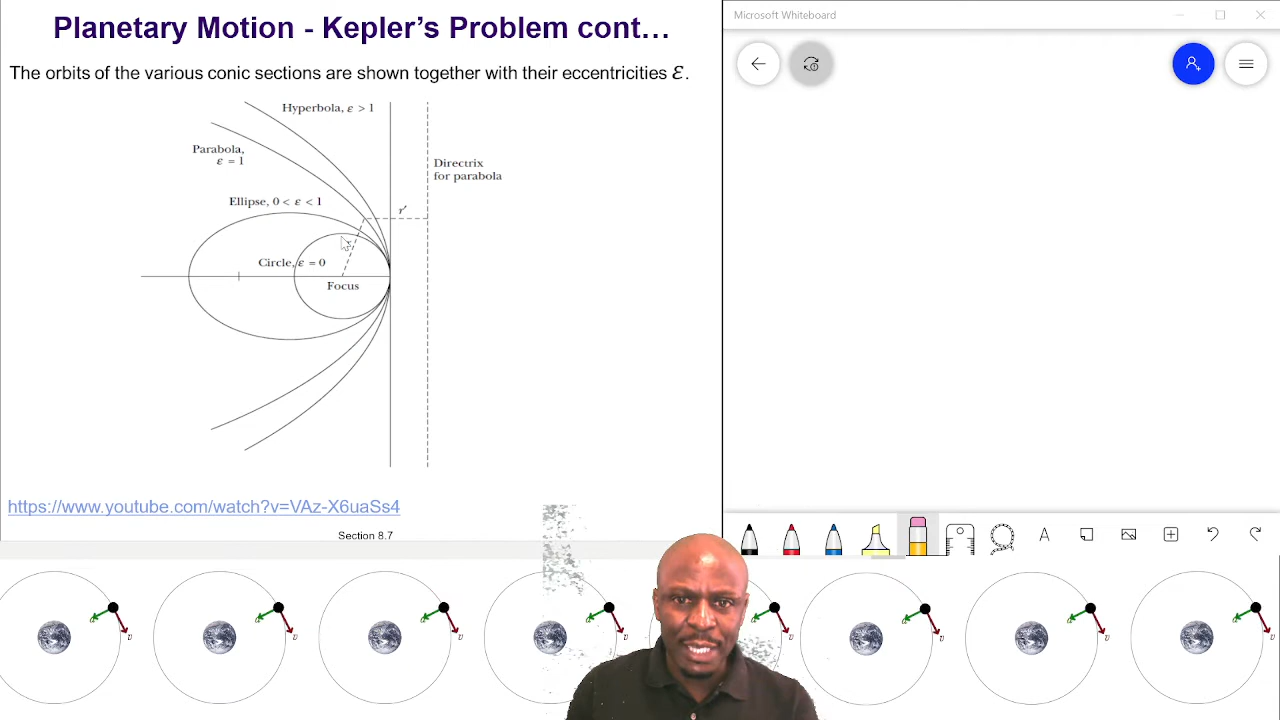 Planetary Motion - Kepler's Problem cont…
Microsoft Whiteboard
The orbits of the various conic sections are shown together with their eccentricities ℇ.
Hyperbola, ε > 1
Parabola,
ε = 1
Directrix
for parabola
Ellipse, 0 < ε < 1
r′
r
Circle, ε = 0
Focus
https://www.youtube.com/watch?v=VAz-X6uaSs4
Section 8.7
A
a v
a v
a v
a v
a v
a v
a v
a v